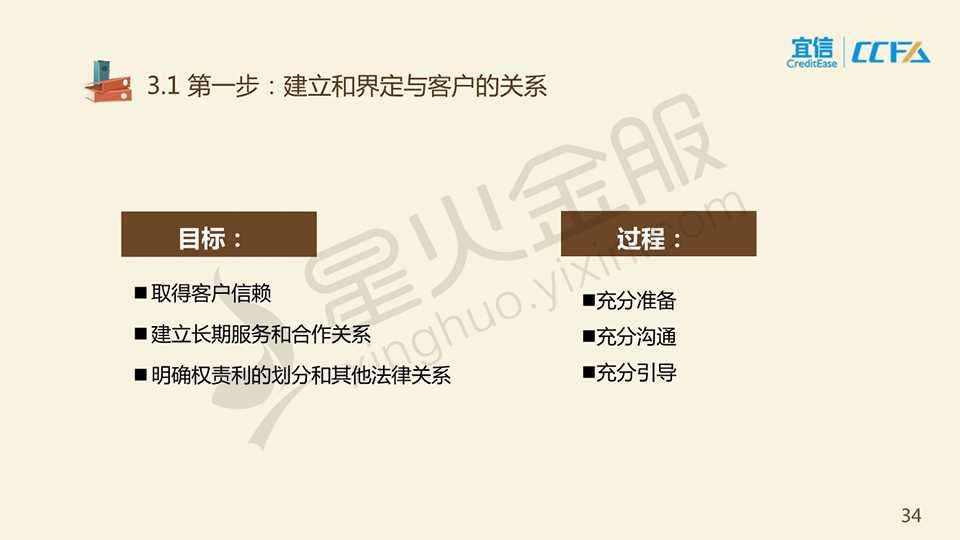 宜信
CreditEase
CCFA
3.1 第一步：建立和界定与客户的关系
目标：
■ 取得客户信赖
■ 建立长期服务和合作关系
■ 明确权责利的划分和其他法律关系
过程：
■充分准备
■充分沟通
■充分引导
星火金服
xinghuo.yixin.com
34